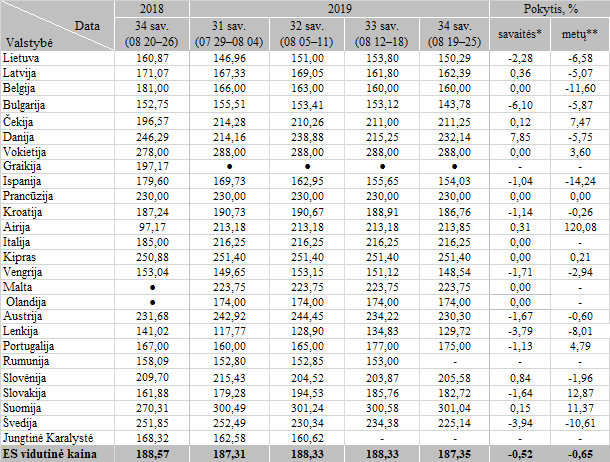 Data
Valstybė
2018
2019
Pokytis, %
34 sav.
(08 20–26)
31 sav.
(07 29–08 04)
32 sav.
(08 05–11)
33 sav.
(08 12–18)
34 sav.
(08 19–25)
savaitės*
metų**
Lietuva 160,87 146,96 151,00 153,80 150,29 -2,28 -6,58
Latvija 171,07 167,33 169,05 161,80 162,39 0,36 -5,07
Belgija 181,00 166,00 163,00 160,00 160,00 0,00 -11,60
Bulgarija 152,75 155,51 153,41 153,12 143,78 -6,10 -5,87
Čekija 196,57 214,28 210,26 211,00 211,25 0,12 7,47
Danija 246,29 214,16 238,88 215,25 232,14 7,85 -5,75
Vokietija 278,00 288,00 288,00 288,00 288,00 0,00 3,60
Graikija 197,17 ● ● ● ● - -
Ispanija 179,60 169,73 162,95 155,65 154,03 -1,04 -14,24
Prancūzija 230,00 230,00 230,00 230,00 230,00 0,00 0,00
Kroatija 187,24 190,73 190,67 188,91 186,76 -1,14 -0,26
Airija 97,17 213,18 213,18 213,18 213,85 0,31 120,08
Italija 185,00 216,25 216,25 216,25 216,25 0,00 -
Kipras 250,88 251,40 251,40 251,40 251,40 0,00 0,21
Vengrija 153,04 149,65 153,15 151,12 148,54 -1,71 -2,94
Malta ● 223,75 223,75 223,75 223,75 0,00 -
Olandija ● 174,00 174,00 174,00 174,00 0,00 -
Austrija 231,68 242,92 244,45 234,22 230,30 -1,67 -0,60
Lenkija 141,02 117,77 128,90 134,83 129,72 -3,79 -8,01
Portugalija 167,00 160,00 165,00 177,00 175,00 -1,13 4,79
Rumunija 158,09 152,80 152,85 153,00 - - -
Slovėnija 209,70 215,43 204,52 203,87 205,58 0,84 -1,96
Slovakija 161,88 179,28 194,53 185,76 182,72 -1,64 12,87
Suomija 270,31 300,49 301,24 300,58 301,04 0,15 11,37
Švedija 251,85 252,49 230,34 234,38 225,14 -3,94 -10,61
Jungtinė Karalystė 168,32 162,58 160,62 - - - -
ES vidutinė kaina 188,57 187,31 188,33 188,33 187,35 -0,52 -0,65